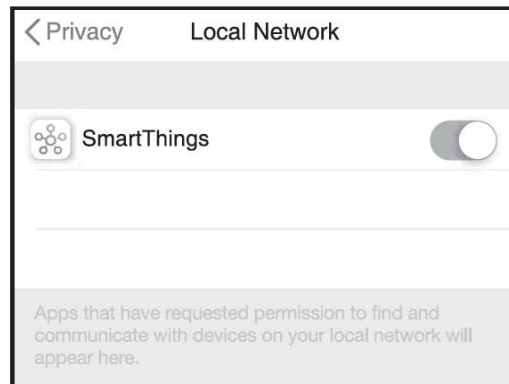 Privacy Local Network
SmartThings
Apps that have requested permission to find and
communicate with devices on your local network will
appear here.